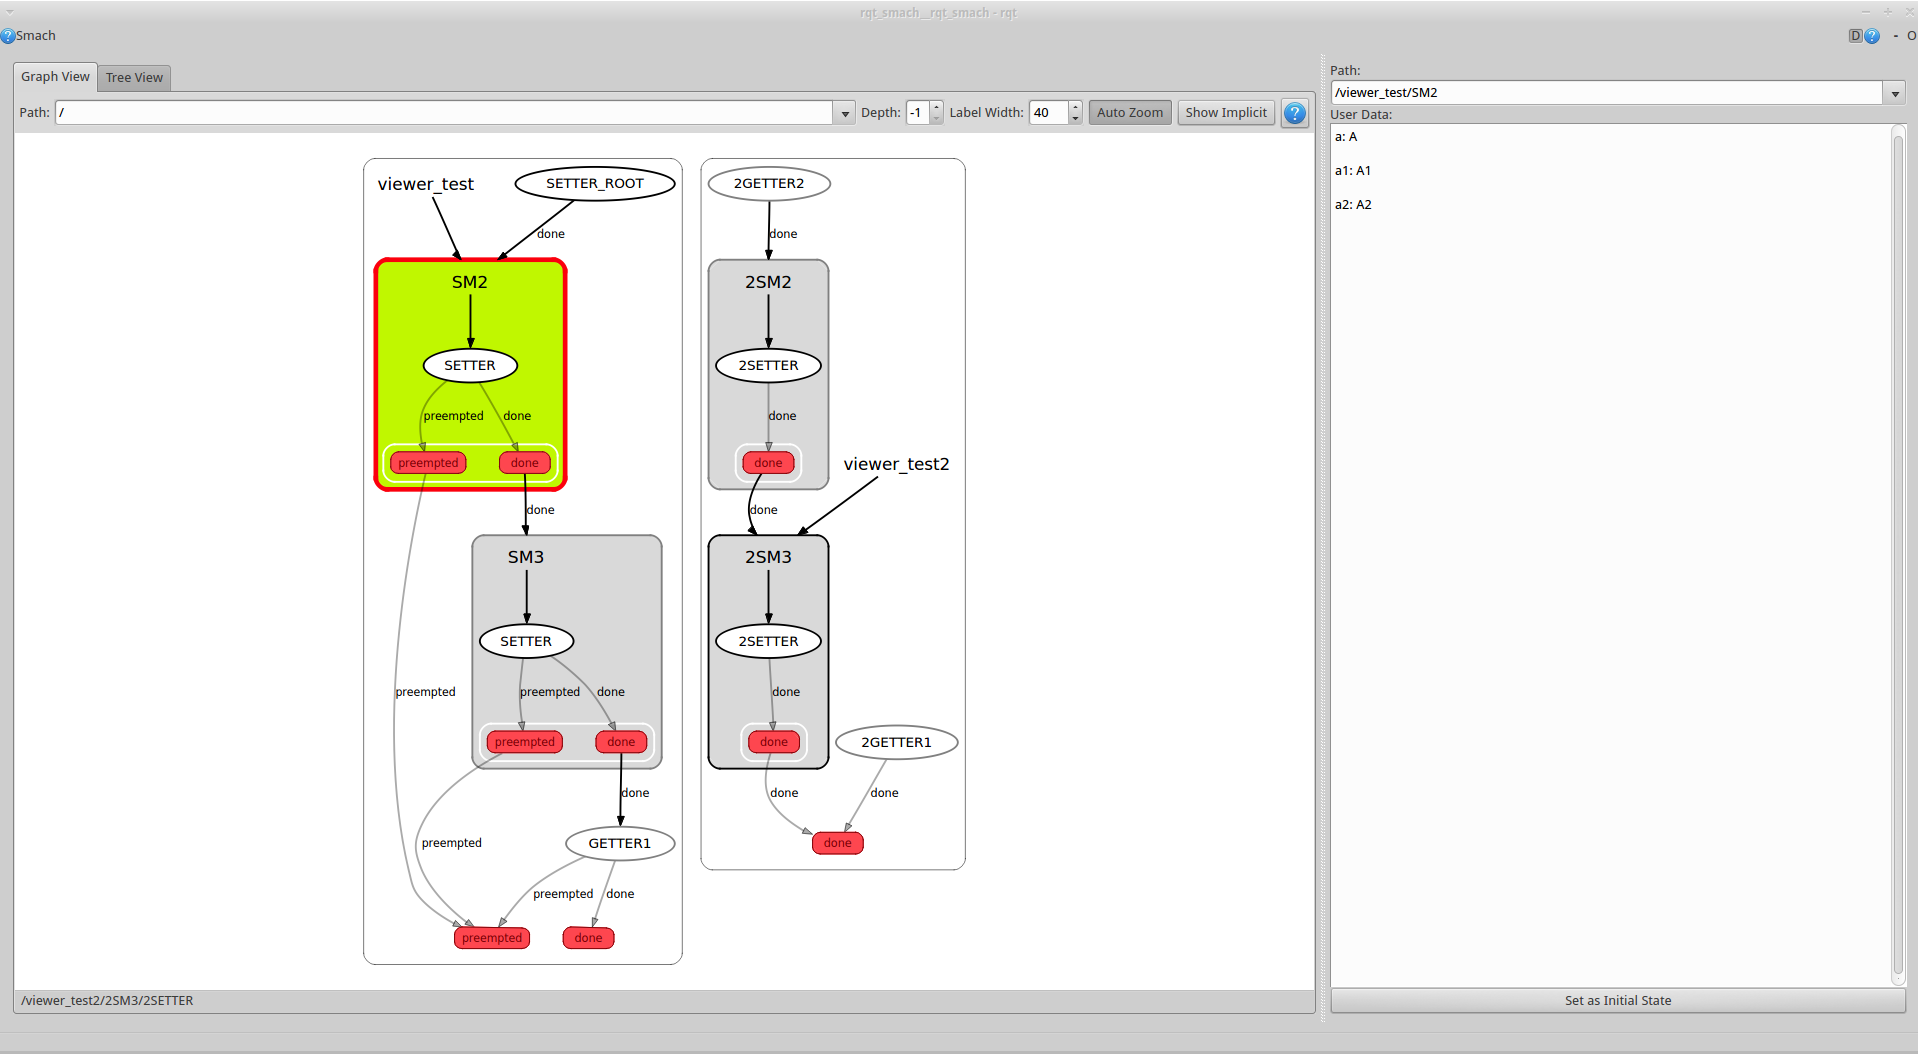 rqt_smach__rqt_smach - rqt
Smach
D ? - O
Graph View Tree View
Path: / Depth: -1 Label Width: 40 Auto Zoom Show Implicit ?
viewer_test
SETTER_ROOT
done
SM2
SETTER
preempted done
preempted done
done
SM3
SETTER
preempted
preempted done
preempted done
done
preempted
GETTER1
preempted done
preempted done
2GETTER2
done
2SM2
2SETTER
done
done
viewer_test2
done
2SM3
2SETTER
done
done
2GETTER1
done done
done
/viewer_test2/2SM3/2SETTER
Path:
/viewer_test/SM2
User Data:
a: A
a1: A1
a2: A2
Set as Initial State